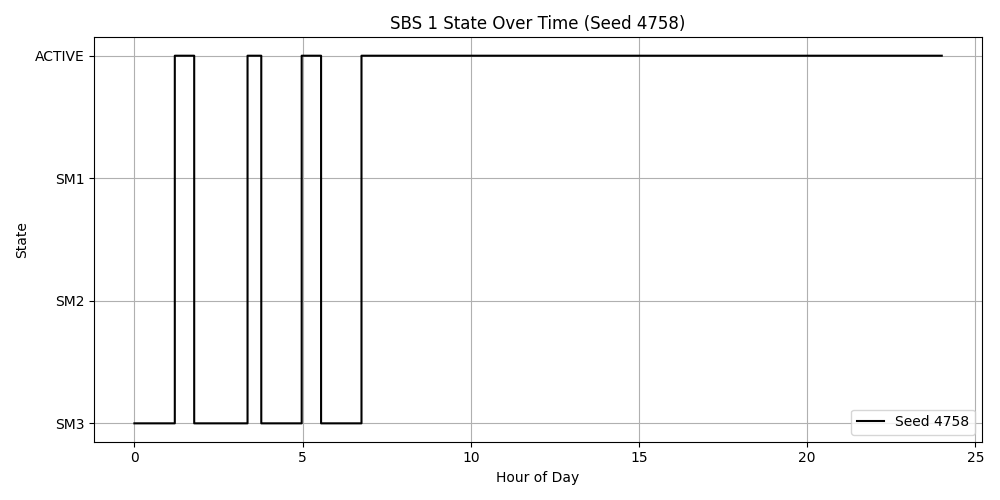 SBS 1 State Over Time (Seed 4758)
ACTIVE
SM1
SM2
SM3
State
0 5 10 15 20 25
Hour of Day
Seed 4758